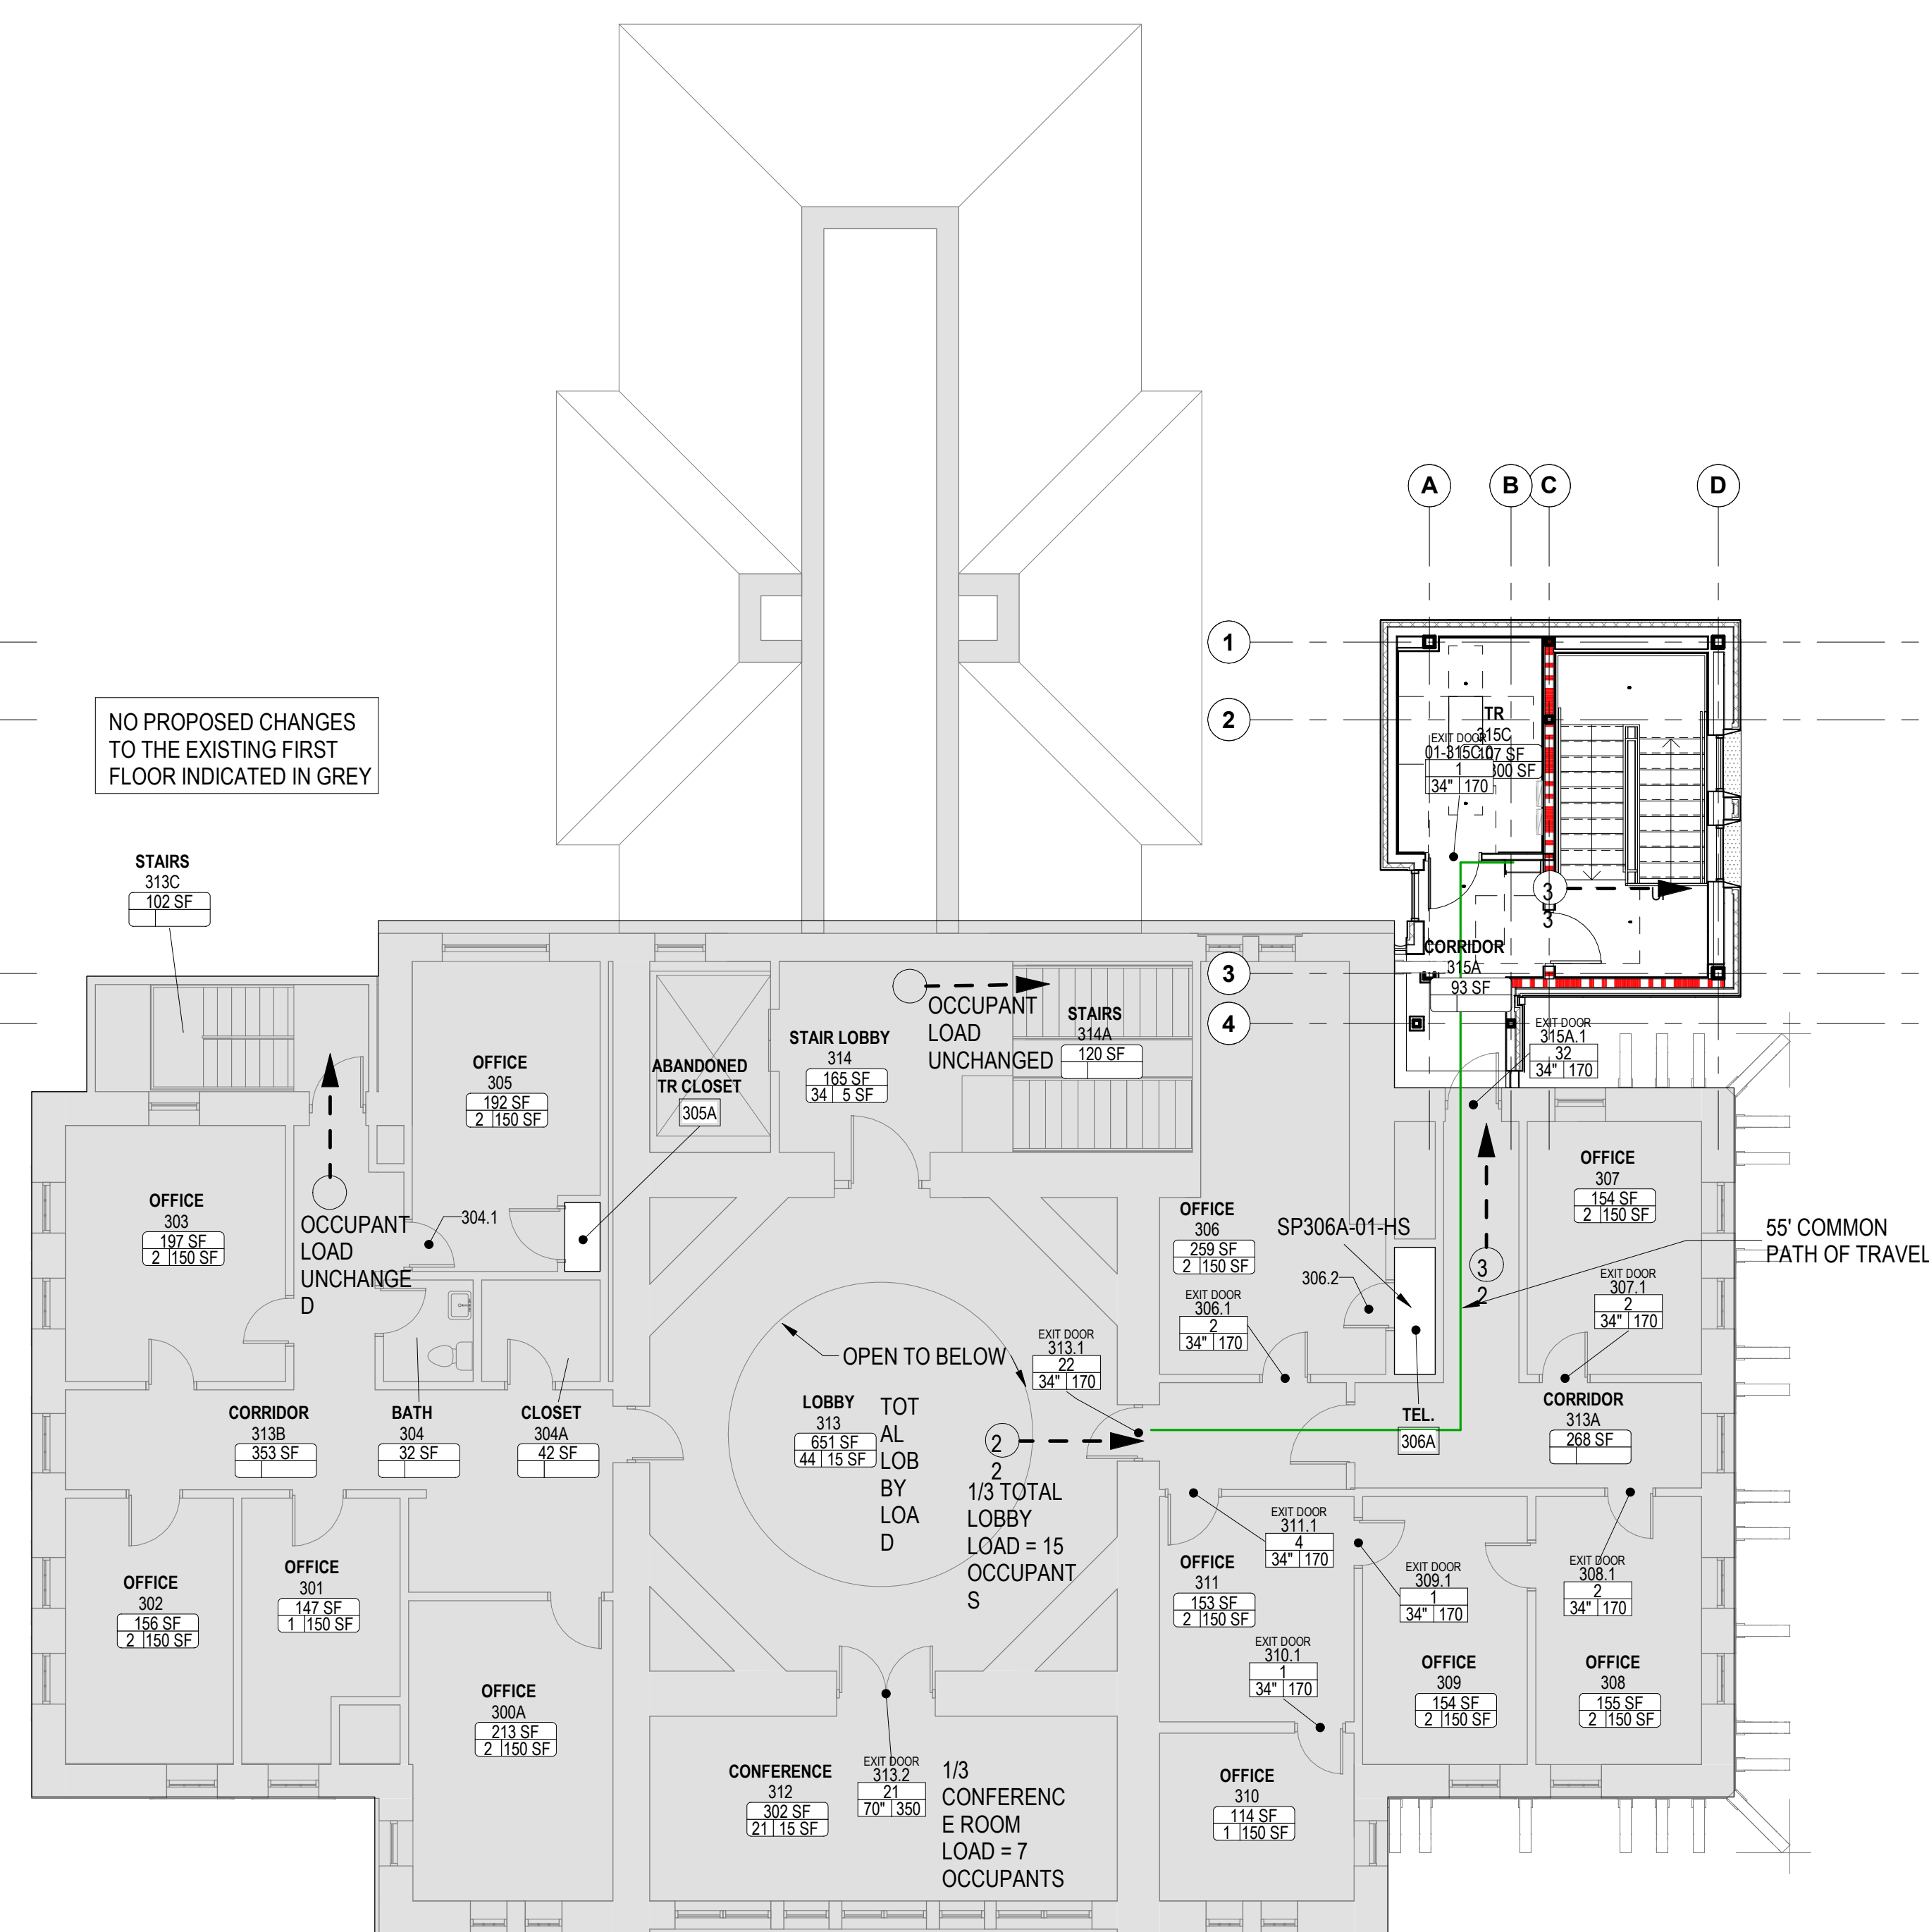 A
B
C
D
1
2
3
4
NO PROPOSED CHANGES
TO THE EXISTING FIRST
FLOOR INDICATED IN GREY
TR
315C
EXIT DOOR
1
34" 170
3
3
CORRIDOR
315A
93 SF
EXIT DOOR
315A.1
32
34" 170
STAIRS
313C
102 SF
OCCUPANT
LOAD
UNCHANGED
STAIRS
314A
120 SF
STAIR LOBBY
314
165 SF
34 5 SF
OFFICE
305
192 SF
2 150 SF
ABANDONED
TR CLOSET
305A
OFFICE
303
197 SF
2 150 SF
OCCUPANT
LOAD
UNCHANGE
D
304.1
OFFICE
306
259 SF
2 150 SF
SP306A-01-HS
306.2
EXIT DOOR
306.1
2
34" 170
3
2
OFFICE
307
154 SF
2 150 SF
55' COMMON
PATH OF TRAVEL
EXIT DOOR
307.1
2
34" 170
OPEN TO BELOW
EXIT DOOR
313.1
22
34" 170
CORRIDOR
313B
353 SF
BATH
304
32 SF
CLOSET
304A
42 SF
LOBBY
313
651 SF
44 15 SF
TOT
AL
LOB
BY
LOA
D
2
2
1/3 TOTAL
LOBBY
LOAD = 15
OCCUPANT
S
TEL.
306A
CORRIDOR
313A
268 SF
OFFICE
302
156 SF
2 150 SF
OFFICE
301
147 SF
1 150 SF
EXIT DOOR
311.1
4
34" 170
OFFICE
311
153 SF
2 150 SF
EXIT DOOR
309.1
1
34" 170
EXIT DOOR
308.1
2
34" 170
EXIT DOOR
310.1
1
34" 170
OFFICE
309
154 SF
2 150 SF
OFFICE
308
155 SF
2 150 SF
OFFICE
300A
213 SF
2 150 SF
CONFERENCE
312
302 SF
21 15 SF
EXIT DOOR
313.2
21
70" 350
1/3
CONFERENC
E ROOM
LOAD = 7
OCCUPANTS
OFFICE
310
114 SF
1 150 SF